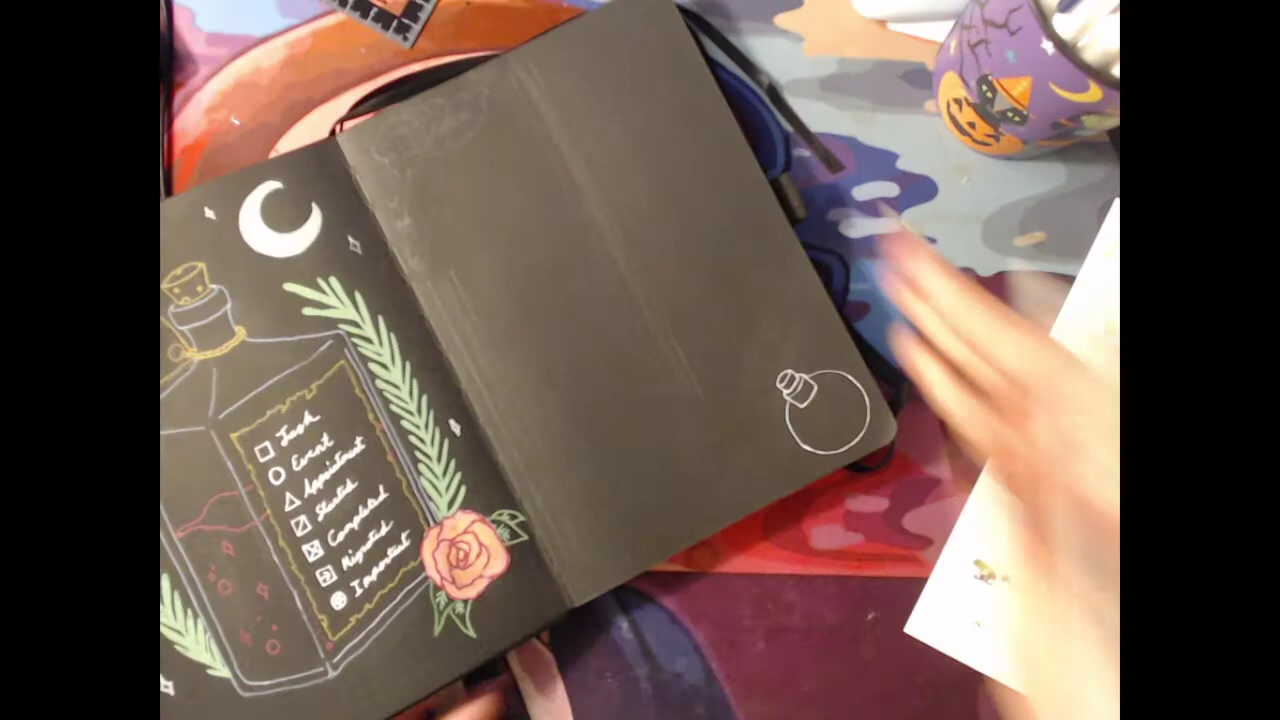 Task
Event
Appointment
Started
Completed
Migrated
Important